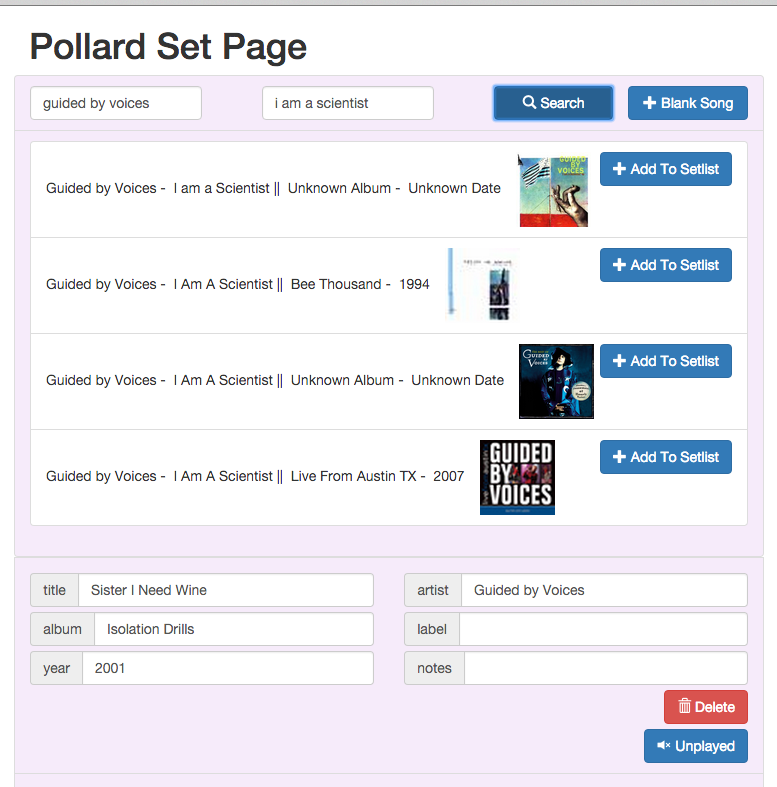 Pollard Set Page
guided by voices i am a scientist Search Blank Song
Guided by Voices - I am a Scientist || Unknown Album - Unknown Date GUIDED BY VOICES Add To Setlist
Guided by Voices - I Am A Scientist || Bee Thousand - 1994 Add To Setlist
Guided by Voices - I Am A Scientist || Unknown Album - Unknown Date GUIDED BY VOICES Add To Setlist
Guided by Voices - I Am A Scientist || Live From Austin TX - 2007 GUIDED BY VOICES Add To Setlist
title Sister I Need Wine artist Guided by Voices
album Isolation Drills label
year 2001 notes
Delete
Unplayed